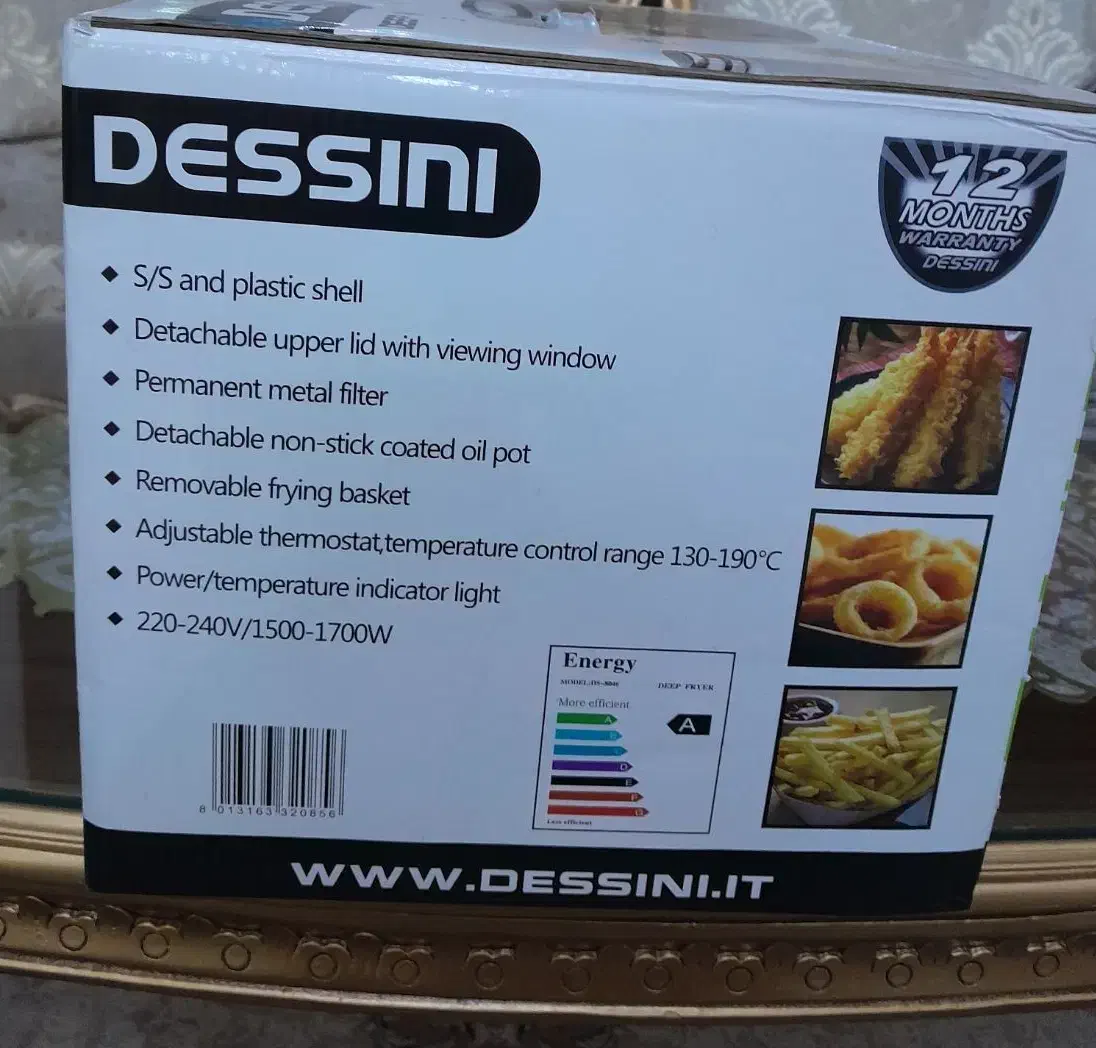 DESSINI
12
MONTHS
WARRANTY
DESSINI
S/S and plastic shell
Detachable upper lid with viewing window
Permanent metal filter
Detachable non-stick coated oil pot
Removable frying basket
Adjustable thermostat,temperature control range 130-190°C
Power/temperature indicator light
220-240V/1500-1700W
Energy
DEEP FRYER
More efficient
A
A
B
C
D
E
F
G
Less efficient
8 013163 320856
WWW.DESSINI.IT